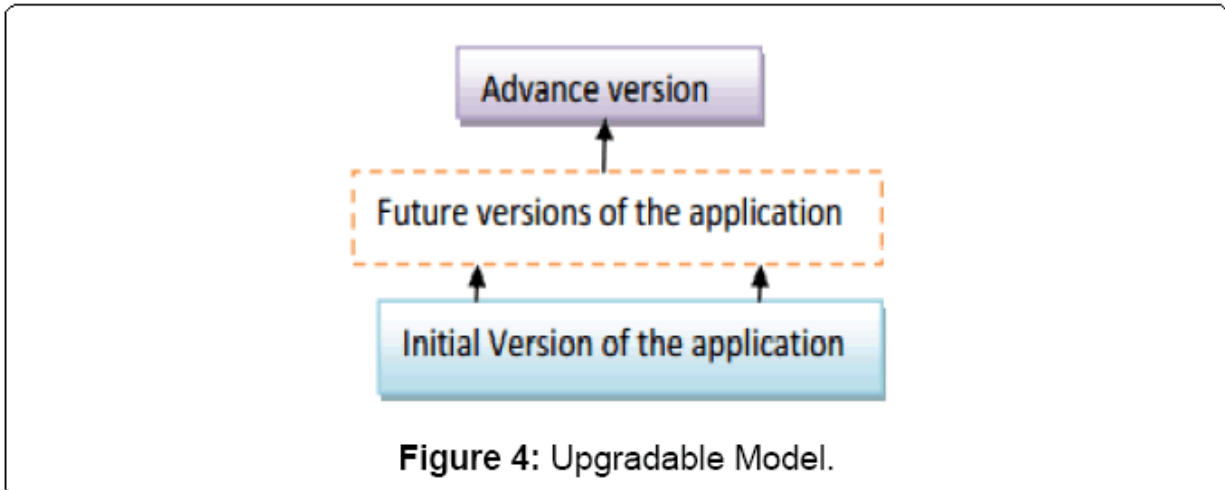 Advance version
Future versions of the application
Initial Version of the application
Figure 4: Upgradable Model.